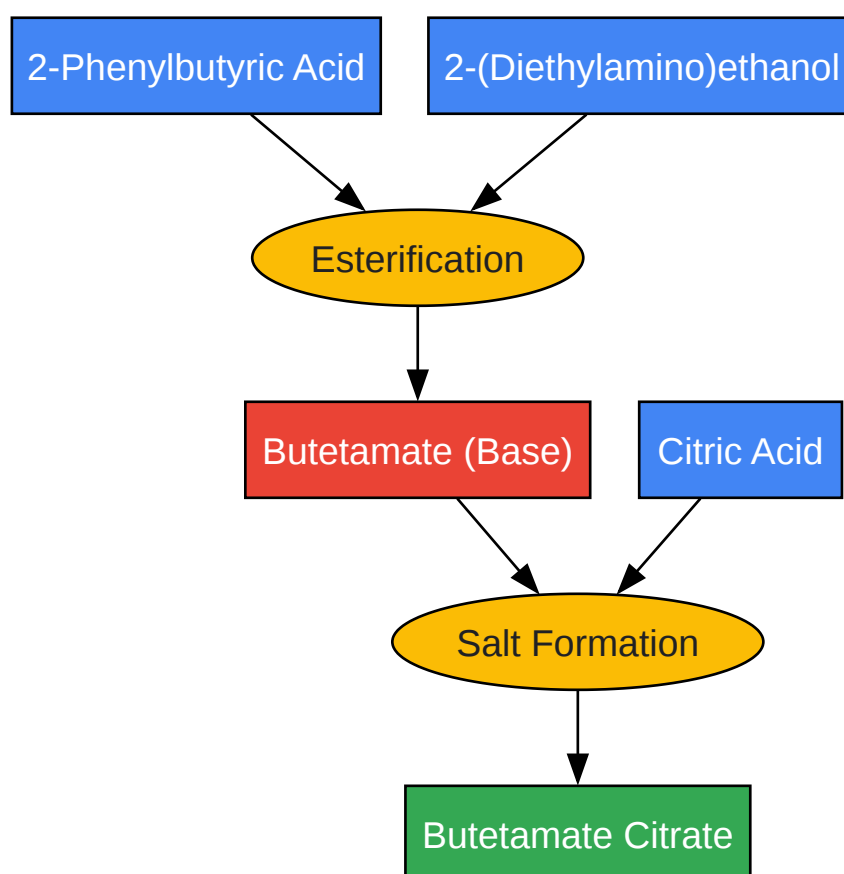 2-Phenylbutyric Acid
2-(Diethylamino)ethanol
Esterification
Butetamate (Base)
Citric Acid
Salt Formation
Butetamate Citrate